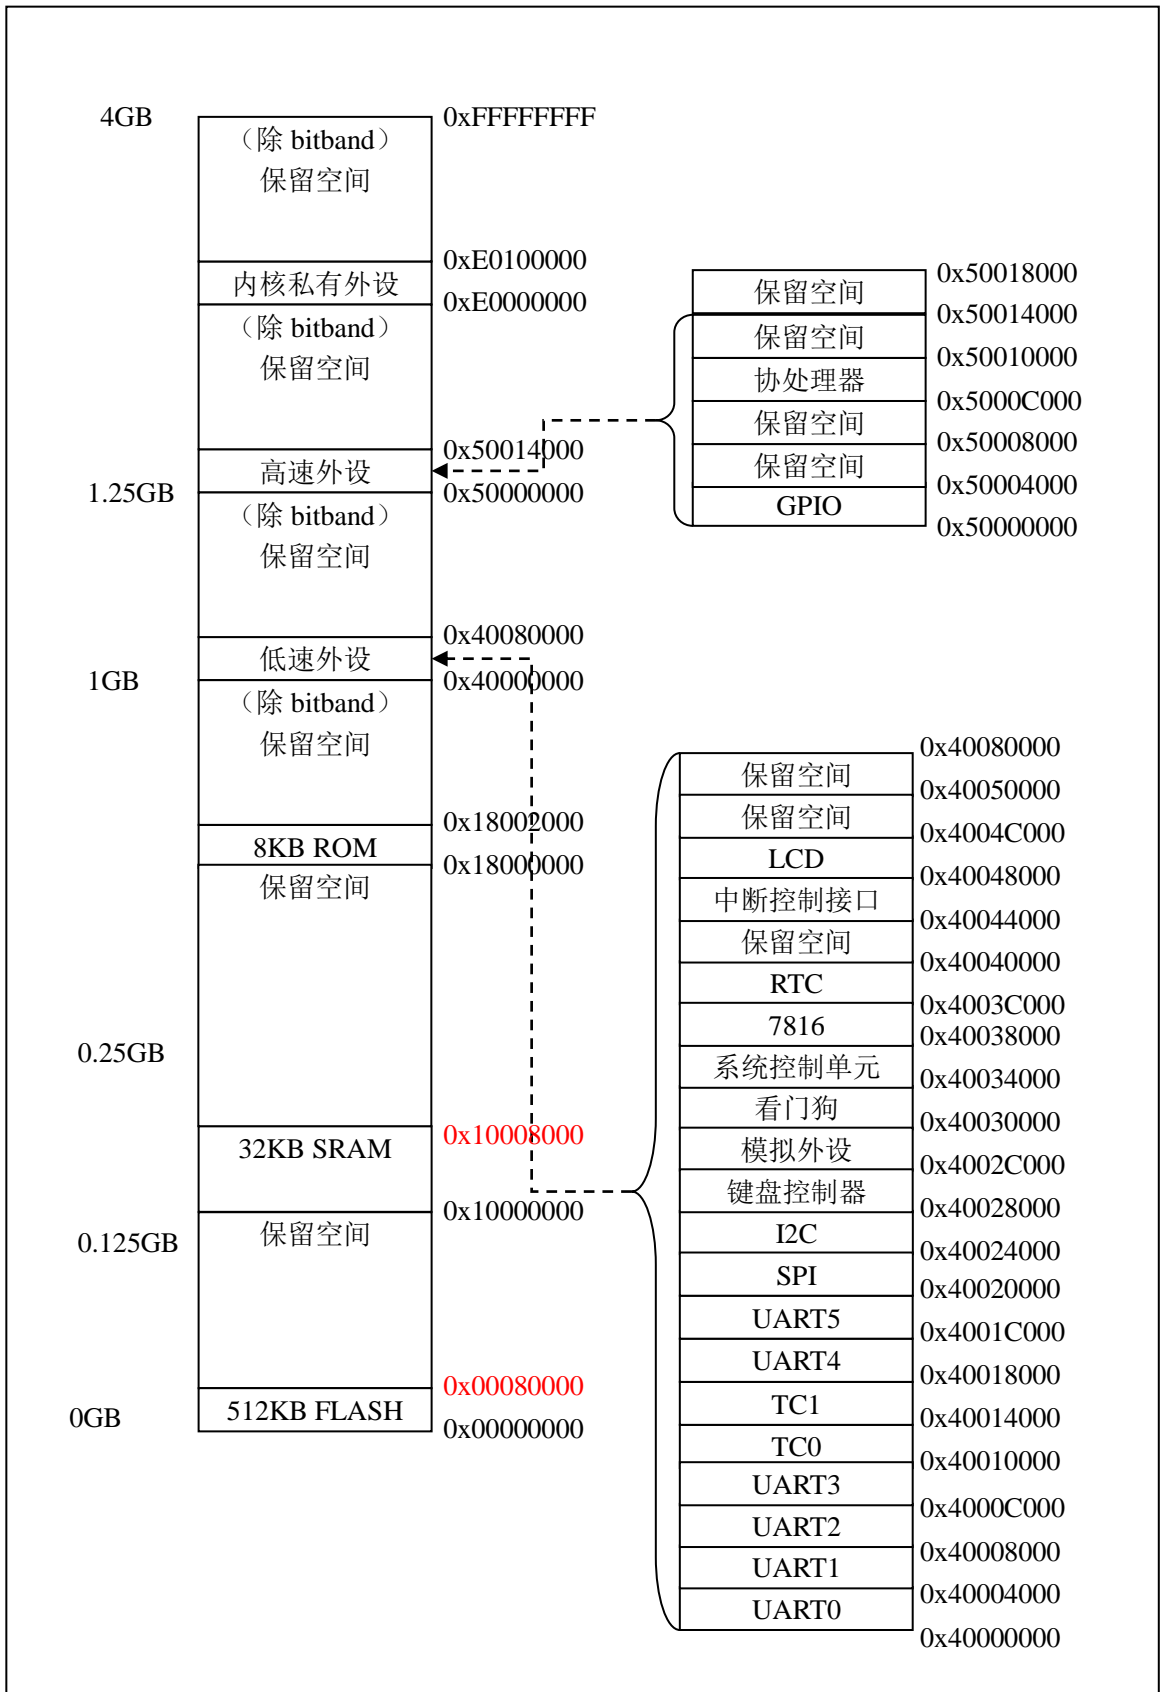 4GB
0xFFFFFFFF
（除 bitband）
保留空间
0xE0100000
内核私有外设
0xE0000000
（除 bitband）
保留空间
0x50014000
高速外设
1.25GB
0x50000000
（除 bitband）
保留空间
0x40080000
低速外设
1GB
0x40000000
（除 bitband）
保留空间
0x18002000
8KB ROM
0x18000000
保留空间
0.25GB
0x10008000
32KB SRAM
0x10000000
保留空间
0.125GB
0x00080000
512KB FLASH
0GB
0x00000000
0x50018000
保留空间
0x50014000
保留空间
0x50010000
协处理器
0x5000C000
保留空间
0x50008000
保留空间
0x50004000
GPIO
0x50000000
0x40080000
保留空间
0x40050000
保留空间
0x4004C000
LCD
0x40048000
中断控制接口
0x40044000
保留空间
0x40040000
RTC
0x4003C000
7816
0x40038000
系统控制单元
0x40034000
看门狗
0x40030000
模拟外设
0x4002C000
键盘控制器
0x40028000
I2C
0x40024000
SPI
0x40020000
UART5
0x4001C000
UART4
0x40018000
TC1
0x40014000
TC0
0x40010000
UART3
0x4000C000
UART2
0x40008000
UART1
0x40004000
UART0
0x40000000